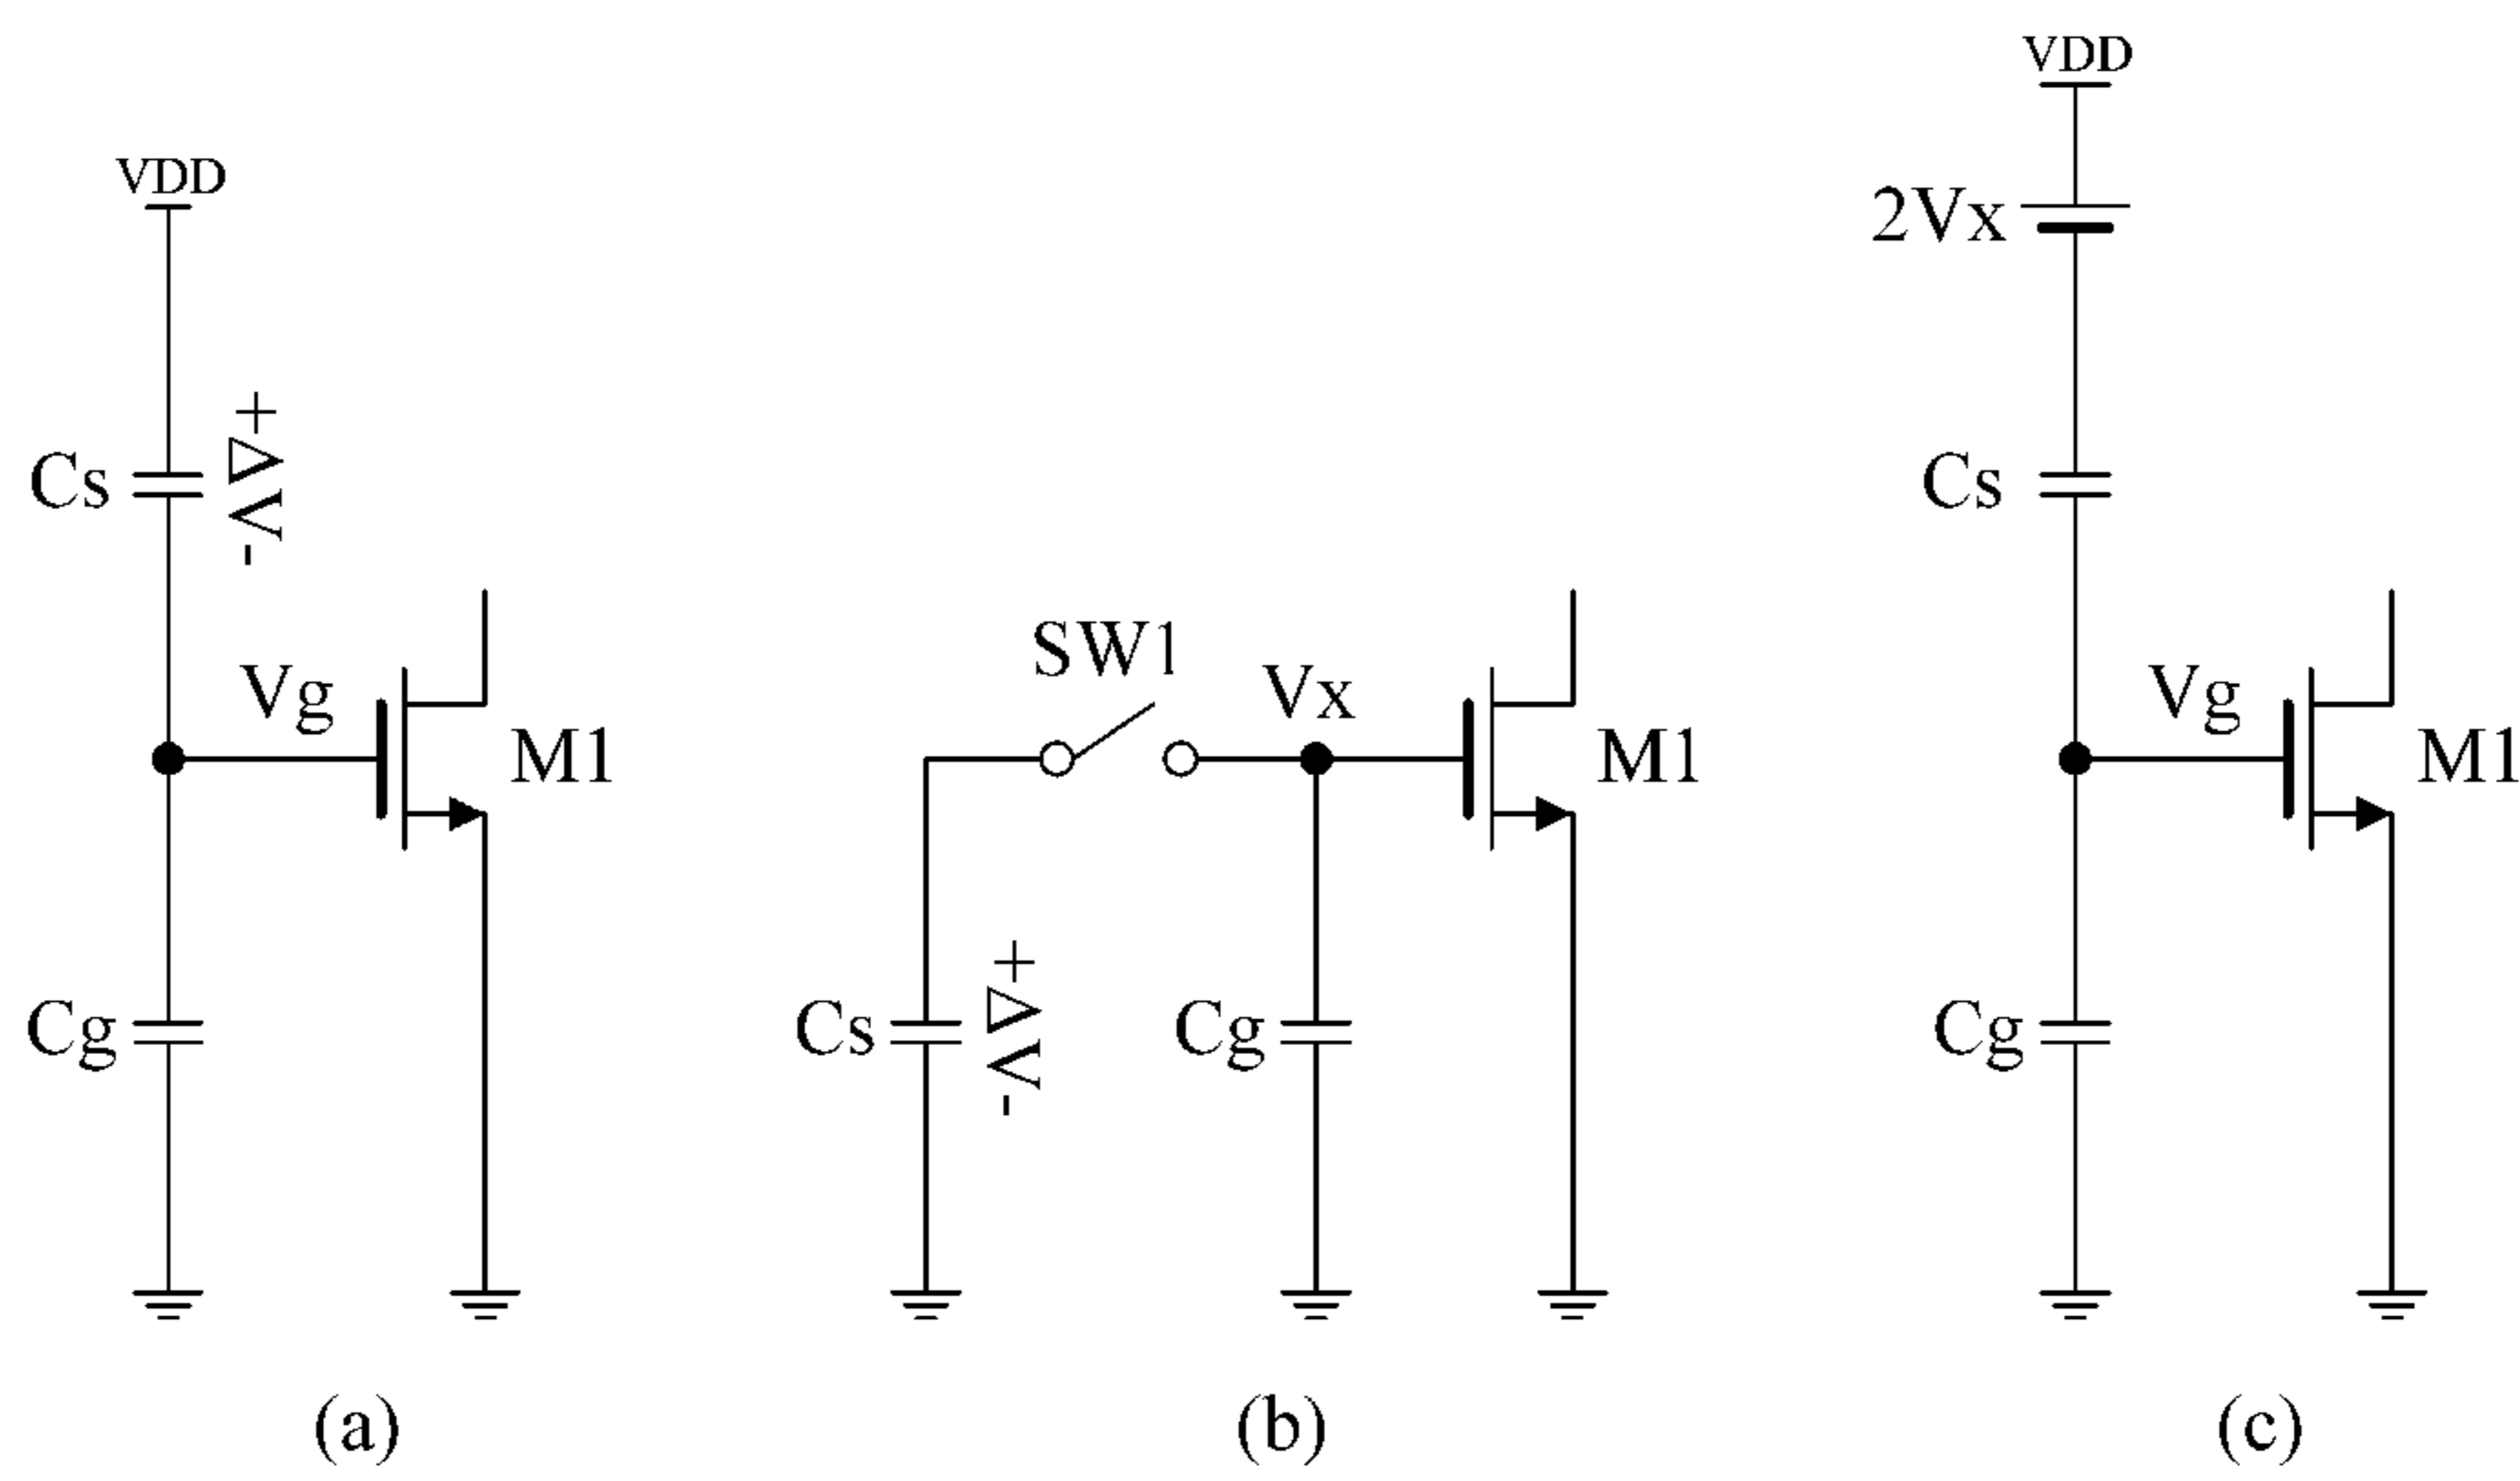 VDD
Cs
+ΔV-
Vg
M1
Cg
(a)
SW1
Vx
M1
Cs
+ΔV-
Cg
(b)
VDD
2Vx
Cs
Vg
M1
Cg
(c)